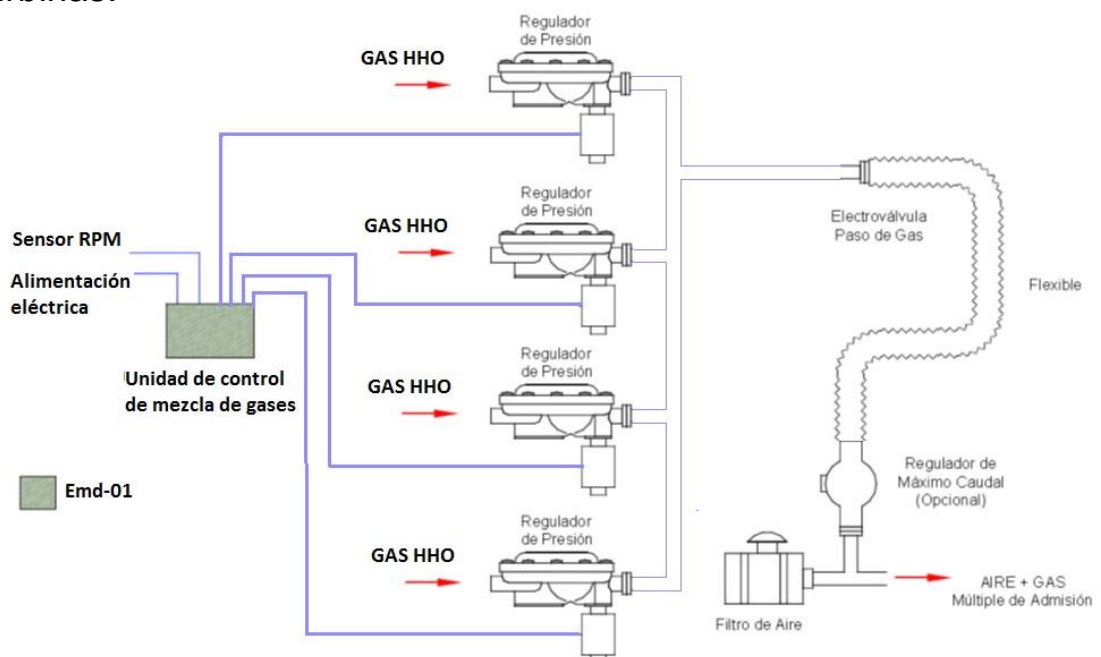 Regulador
de Presión
GAS HHO
Regulador
de Presión
GAS HHO
Sensor RPM
Alimentación
eléctrica
Electroválvula
Paso de Gas
Flexible
Regulador
de Presión
Unidad de control
de mezcla de gases
GAS HHO
Regulador de
Máximo Caudal
(Opcional)
Emd-01
Regulador
de Presión
GAS HHO
AIRE + GAS
Múltiple de Admisión
Filtro de Aire